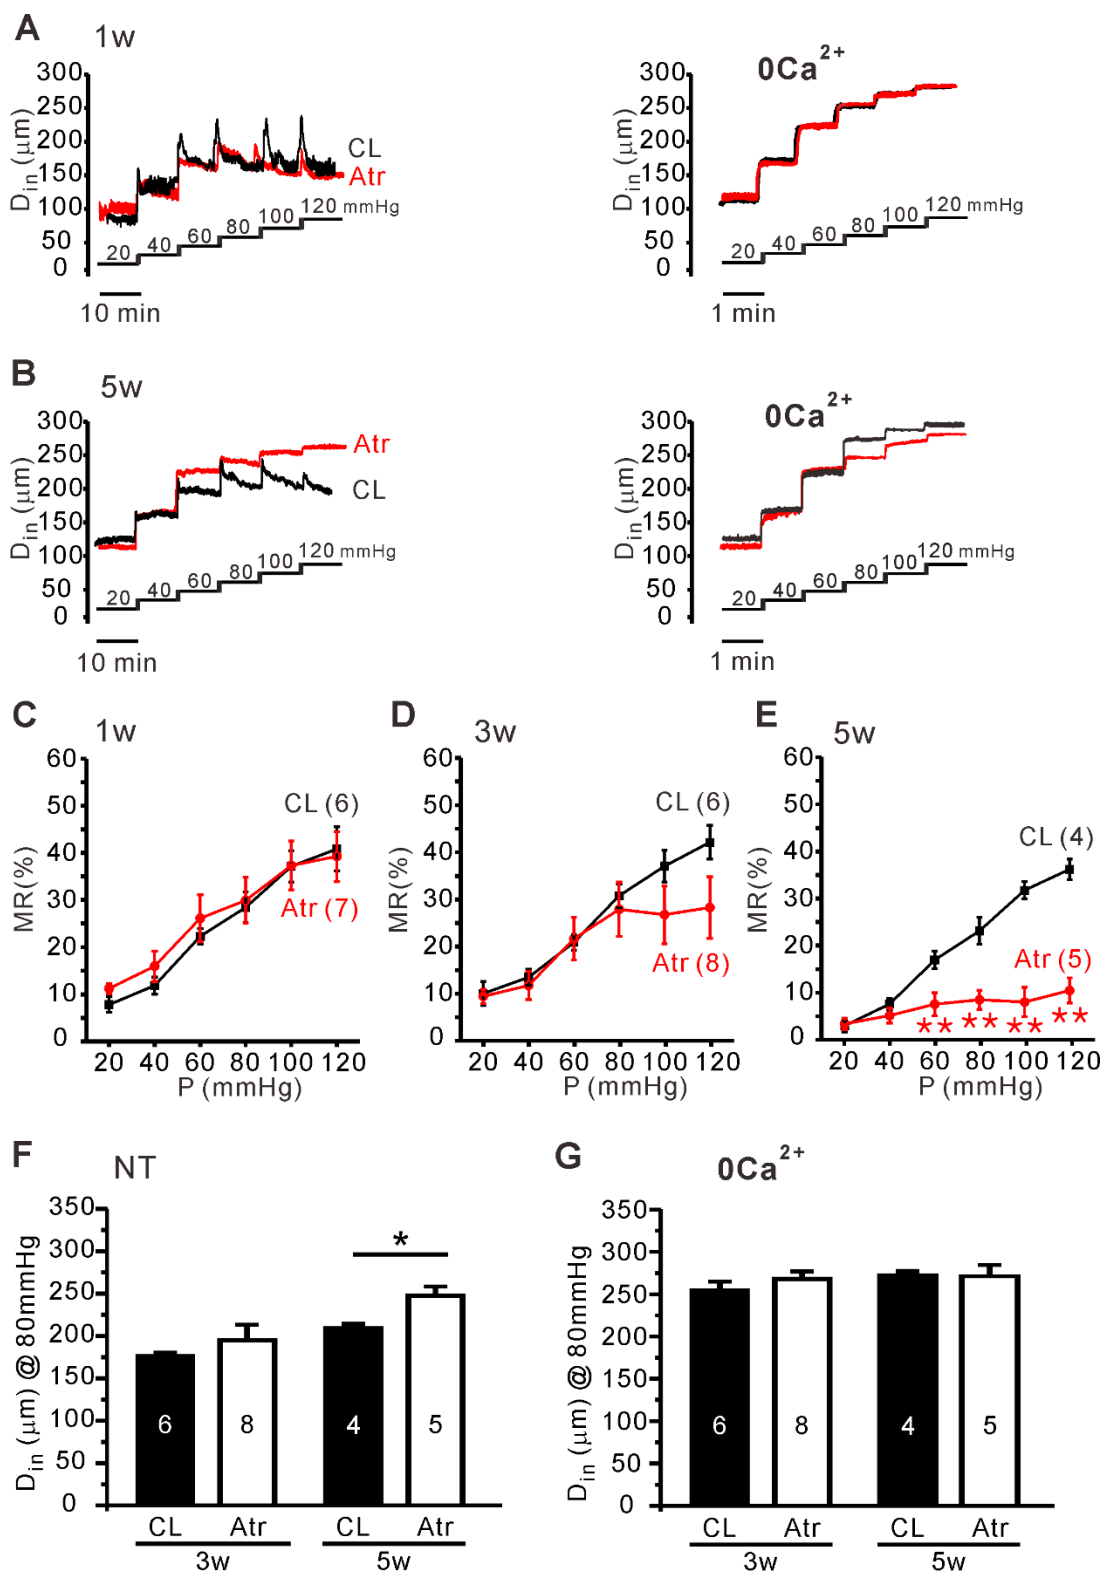 A
1w
0Ca2+
300
250
200
150
100
50
0
Din (μm)
CL
Atr
20
40
60
80
100
120 mmHg
10 min
300
250
200
150
100
50
0
Din (μm)
20
40
60
80
100
120 mmHg
1 min
B
5w
0Ca2+
300
250
200
150
100
50
0
Din (μm)
Atr
CL
20
40
60
80
100
120 mmHg
10 min
300
250
200
150
100
50
0
Din (μm)
20
40
60
80
100
120 mmHg
1 min
C
1w
60
50
40
30
20
10
0
MR(%)
CL (6)
Atr (7)
20 40 60 80 100 120
P (mmHg)
D
3w
60
50
40
30
20
10
0
MR(%)
CL (6)
Atr (8)
20 40 60 80 100 120
P (mmHg)
E
5w
60
50
40
30
20
10
0
MR(%)
CL (4)
Atr (5)
** ** ** **
20 40 60 80 100 120
P (mmHg)
F
NT
350
300
250
200
150
100
50
0
Din (μm) @ 80mmHg
*
6 8 4 5
CL Atr CL Atr
3w 5w
G
0Ca2+
350
300
250
200
150
100
50
0
Din (μm) @ 80mmHg
6 8 4 5
CL Atr CL Atr
3w 5w